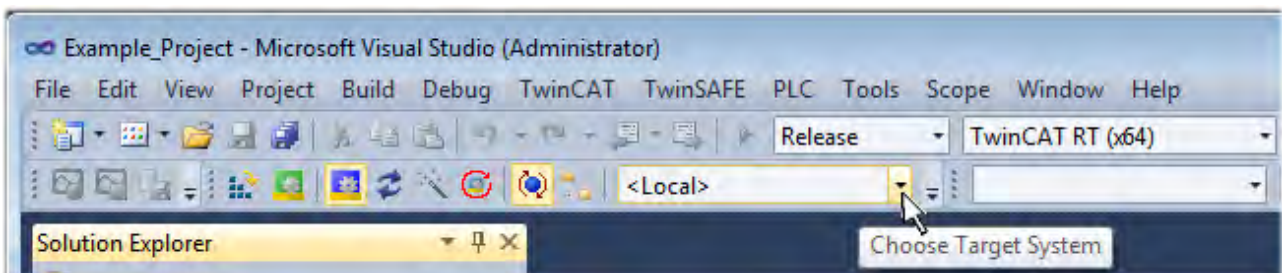 Example_Project - Microsoft Visual Studio (Administrator)
File Edit View Project Build Debug TwinCAT TwinSAFE PLC Tools Scope Window Help
Release TwinCAT RT (x64)
<Local>
Solution Explorer Choose Target System